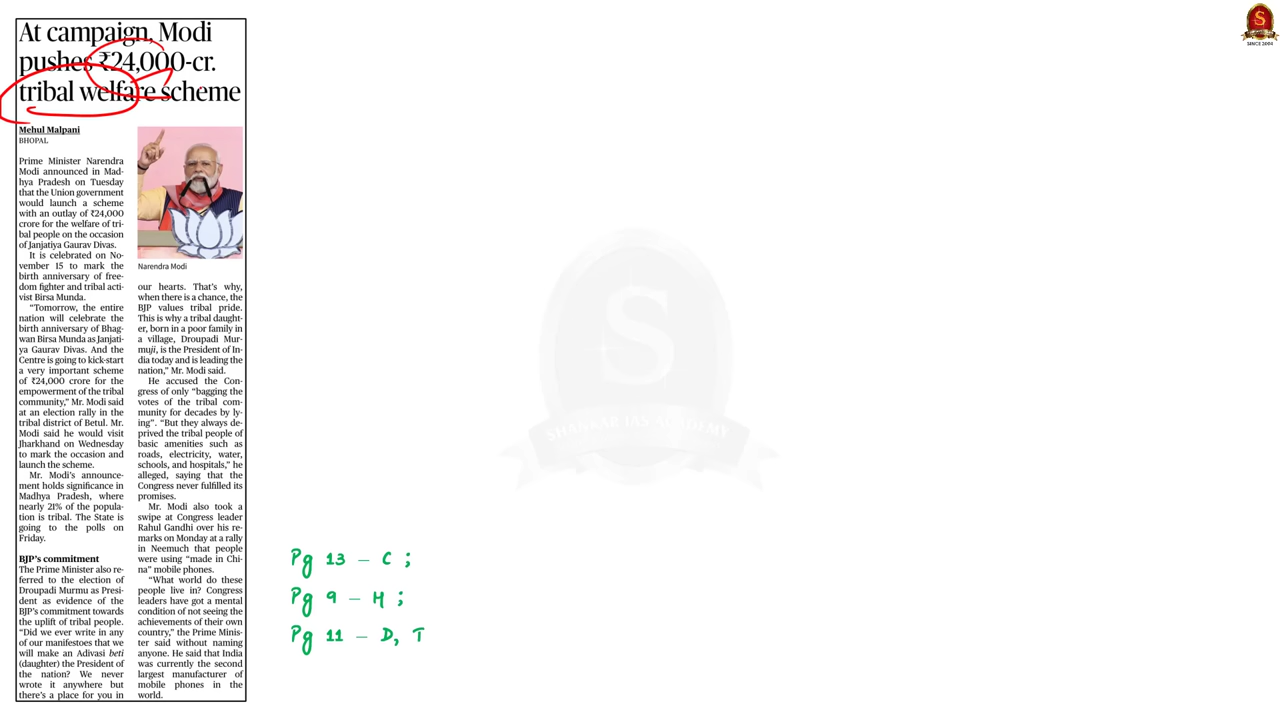 At campaign, Modi
pushes ₹24,000-cr.
tribal welfare scheme
Mehul Malpani
BHOPAL
Prime Minister Narendra
Modi announced in Mad-
hya Pradesh on Tuesday
that the Union government
would launch a scheme
with an outlay of ₹24,000
crore for the welfare of tri-
bal people on the occasion
of Janjatiya Gaurav Divas.
It is celebrated on No-
vember 15 to mark the
birth anniversary of free-
dom fighter and tribal acti-
vist Birsa Munda.
“Tomorrow, the entire
nation will celebrate the
birth anniversary of Bhag-
wan Birsa Munda as Janjati-
ya Gaurav Divas. And the
Centre is going to kick-start
a very important scheme
of ₹24,000 crore for the
empowerment of the tribal
community,” Mr. Modi said
at an election rally in the
tribal district of Betul. Mr.
Modi said he would visit
Jharkhand on Wednesday
to mark the occasion and
launch the scheme.
Mr. Modi’s announce-
ment holds significance in
Madhya Pradesh, where
nearly 21% of the popula-
tion is tribal. The State is
going to the polls on
Friday.
BJP’s commitment
The Prime Minister also re-
ferred to the election of
Droupadi Murmu as Presi-
dent as evidence of the
BJP’s commitment towards
the uplift of tribal people.
“Did we ever write in any
of our manifestoes that we
will make an Adivasi beti
(daughter) the President of
the nation? We never
wrote it anywhere but
there’s a place for you in
Narendra Modi
our hearts. That’s why,
when there is a chance, the
BJP values tribal pride.
This is why a tribal daught-
er, born in a poor family in
a village, Droupadi Mur-
muji, is the President of In-
dia today and is leading the
nation,” Mr. Modi said.
He accused the Con-
gress of only “bagging the
votes of the tribal com-
munity for decades by ly-
ing”. “But they always de-
prived the tribal people of
basic amenities such as
roads, electricity, water,
schools, and hospitals,” he
alleged, saying that the
Congress never fulfilled its
promises.
Mr. Modi also took a
swipe at Congress leader
Rahul Gandhi over his re-
marks on Monday at a rally
in Neemuch that people
were using “made in Chi-
na” mobile phones.
“What world do these
people live in? Congress
leaders have got a mental
condition of not seeing the
achievements of their own
country,” the Prime Minis-
ter said without naming
anyone. He said that India
was currently the second
largest manufacturer of
mobile phones in the
world.
Pg 13 – C ;
Pg 9 – H ;
Pg 11 – D, T
S
SHANKAR IAS ACADEMY
S
SINCE 2004